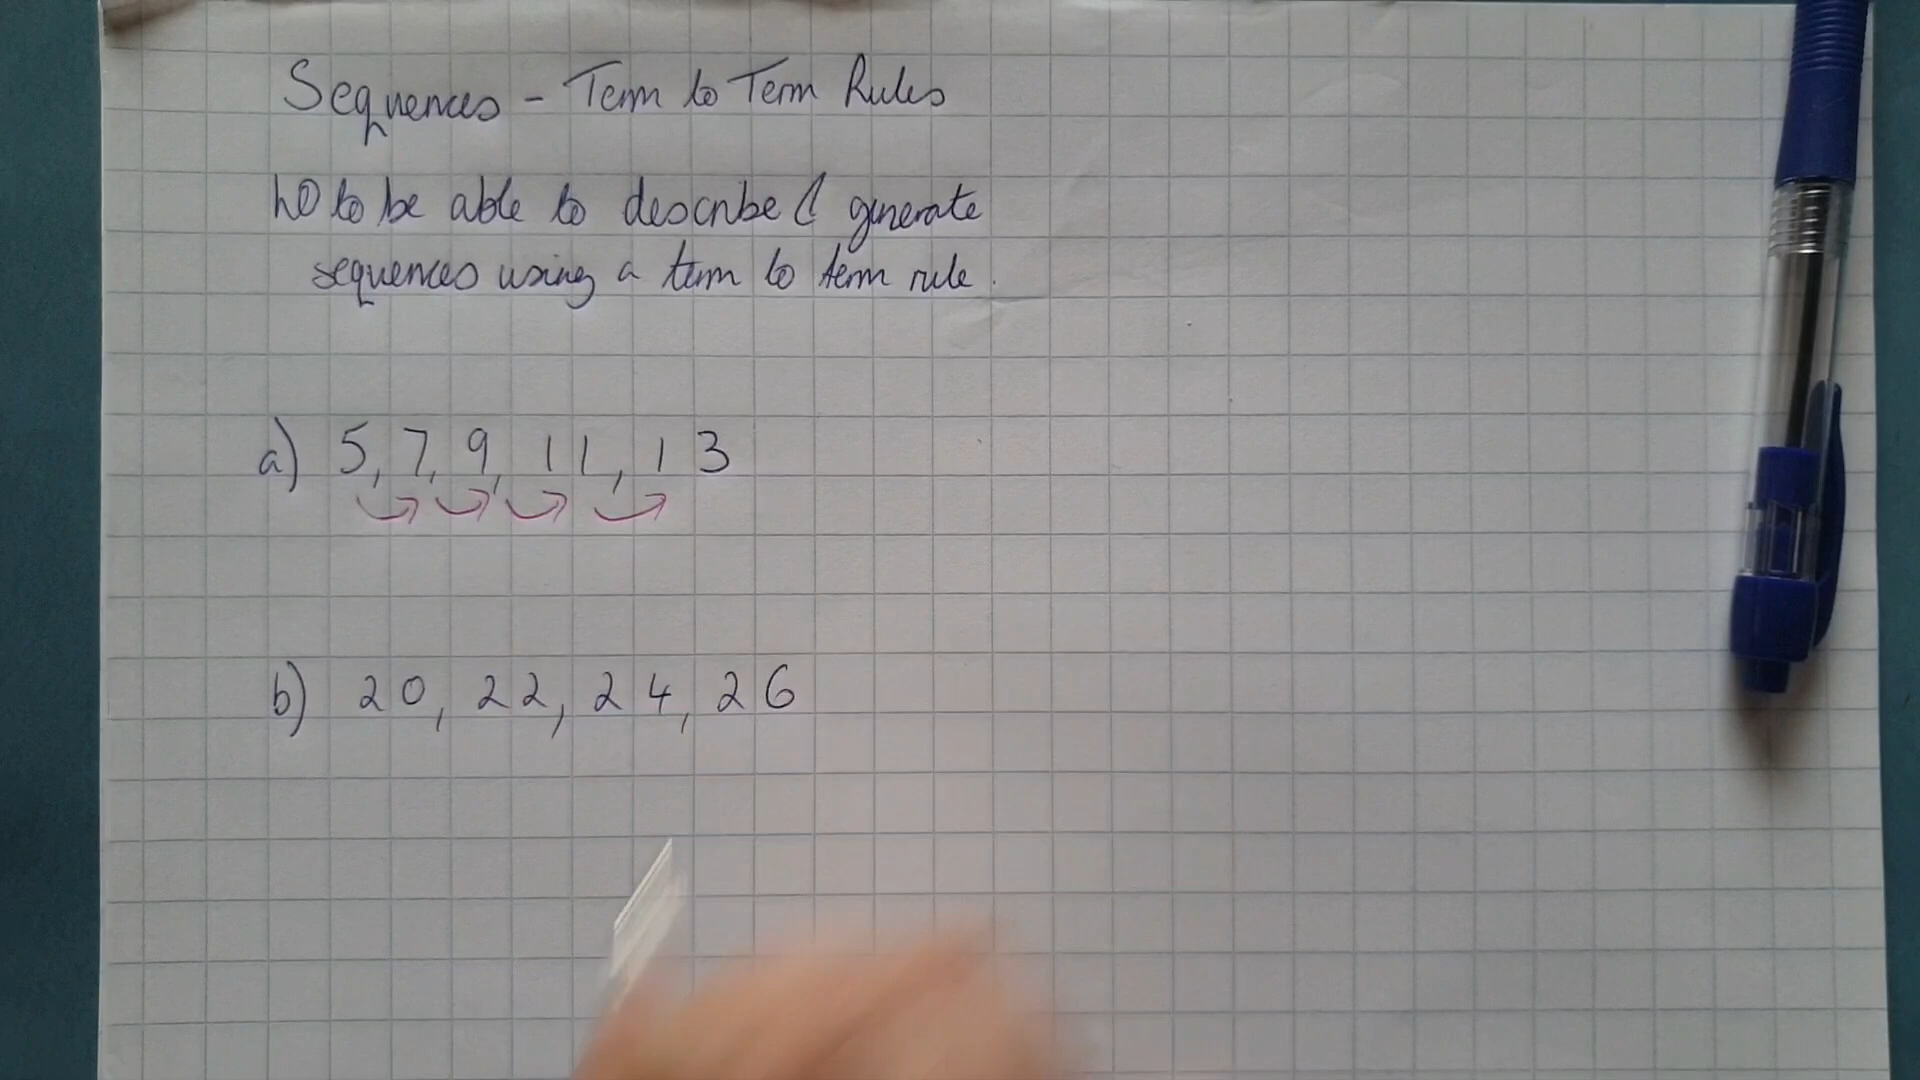 Sequences - Term to Term Rules
LO to be able to describe & generate
sequences using a term to term rule.
a) 5, 7, 9, 11, 13
b) 20, 22, 24, 26